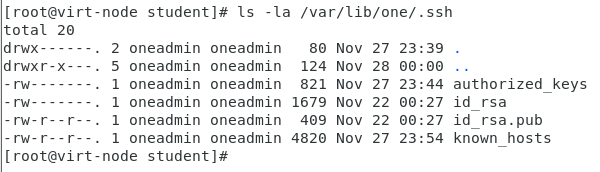 [root@virt-node student]# ls -la /var/lib/one/.ssh
total 20
drwx------. 2 oneadmin oneadmin   80 Nov 27 23:39 .
drwxr-x---. 5 oneadmin oneadmin  124 Nov 28 00:00 ..
-rw-------. 1 oneadmin oneadmin  821 Nov 27 23:44 authorized_keys
-rw-------. 1 oneadmin oneadmin 1679 Nov 22 00:27 id_rsa
-rw-r--r--. 1 oneadmin oneadmin  409 Nov 22 00:27 id_rsa.pub
-rw-r--r--. 1 oneadmin oneadmin 4820 Nov 27 23:54 known_hosts
[root@virt-node student]#